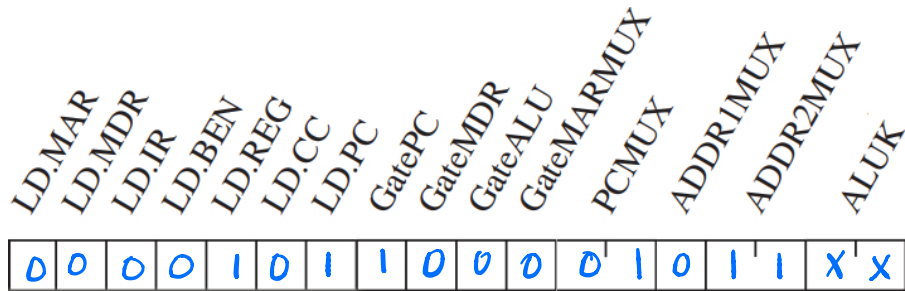 LD.MAR LD.MDR LD.IR LD.BEN LD.REG LD.CC LD.PC GatePC GateMDR GateALU GateMARMUX PCMUX ADDR1MUX ADDR2MUX ALUK
0 0 0 0 1 0 1 1 0 0 0 0 1 0 1 1 X X